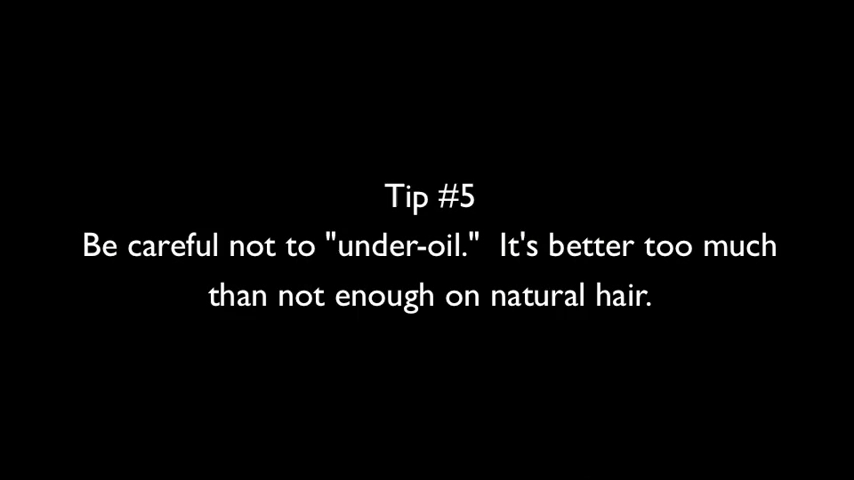 Tip #5
Be careful not to "under-oil."  It's better too much
than not enough on natural hair.